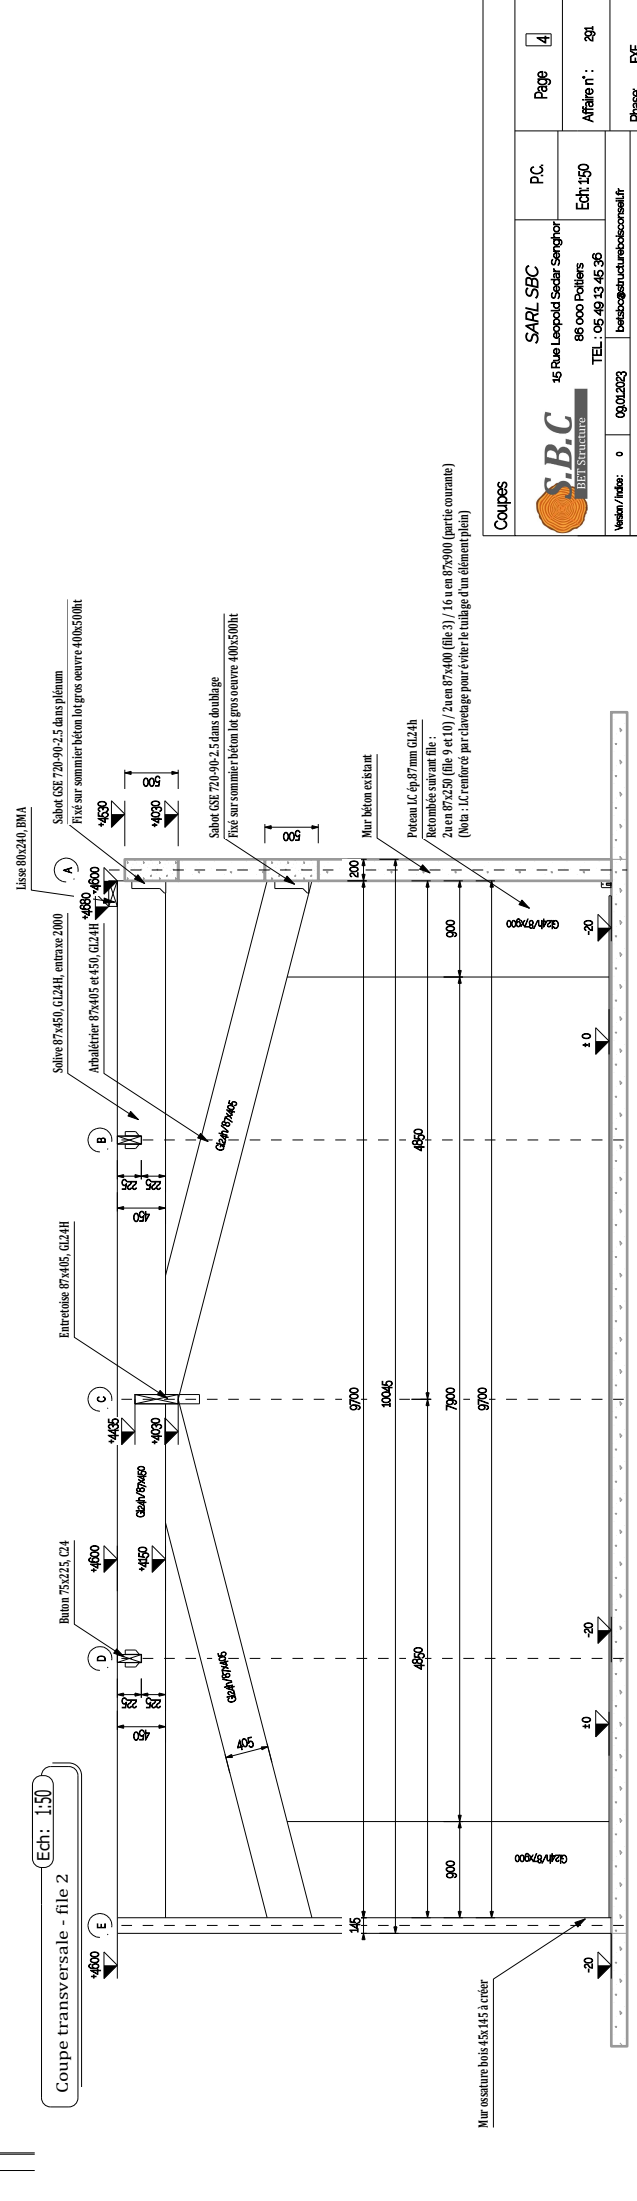 Coupe transversale - file 2
Ech: 1:50
Lisse 80x240, BMA
Solive 87x450, GL24H, entraxe 2000
Arbalétrier 87x405 et 450, GL24H
Sabot GSE 720-90-2.5 dans plénum
Fixé sur sommier béton lot gros oeuvre 400x500ht
Sabot GSE 720-90-2.5 dans doublage
Fixé sur sommier béton lot gros oeuvre 400x500ht
Entretoise 87x405, GL24H
Buton 75x225, C24
E
D
C
B
A
+4600
+4600
+4150
+4435
+4030
+4680
+4600
+4530
+4030
500
500
450
225
225
450
225
225
Gl24h/87x450
Gl24h/87x405
Gl24h/87x405
405
Mur béton existant
Poteau LC ép.87mm GL24h
Retombée suivant file :
2u en 87x250 (file 9 et 10) / 2u en 87x400 (file 3) / 16 u en 87x900 (partie courante)
(Nota : LC renforcé par clavetage pour éviter le tuilage d'un élément plein)
145
9700
200
10045
4850
4850
900
7900
900
9700
Gl24h/87x900
Gl24h/87x900
Mur ossature bois 45x145 à créer
-20
±0
-20
±0
-20
Coupes
S.B.C
BET Structure
SARL SBC
15 Rue Leopold Sedar Senghor
86 000 Poitiers
TEL : 05 49 13 45 36
P.C.
Page 4
Ech: 1:50
Affaire n° : 291
Version / Indice : 0
09.01.2023
betsbc@structureboisconseil.fr
Phase: EXE